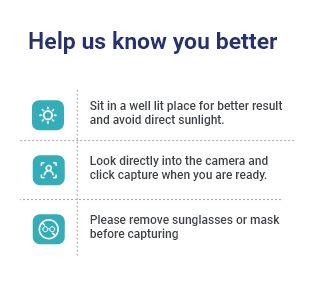 Help us know you better
Sit in a well lit place for better result
and avoid direct sunlight.
Look directly into the camera and
click capture when you are ready.
Please remove sunglasses or mask
before capturing